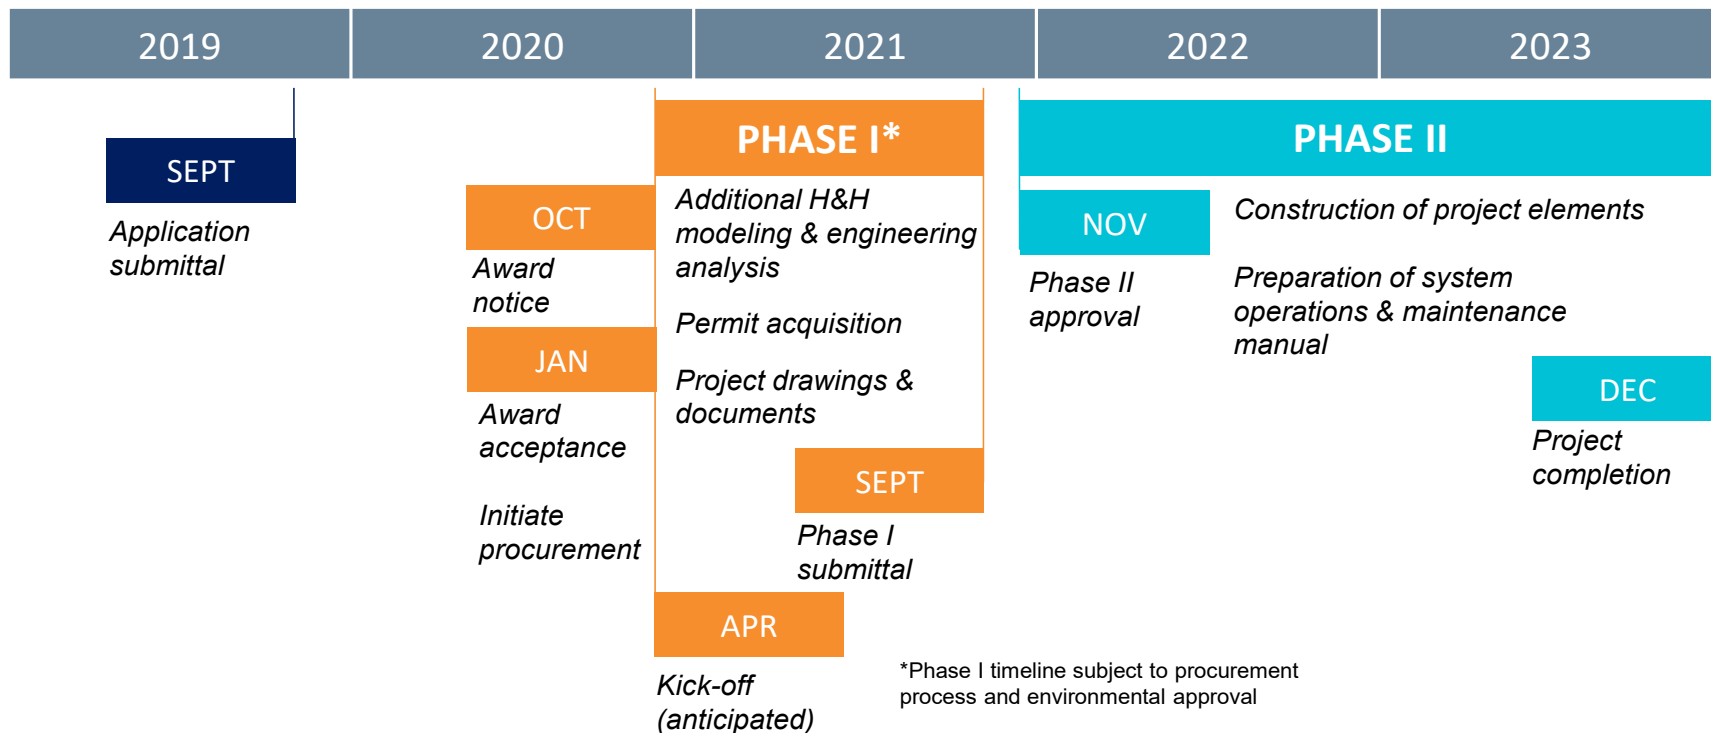 2019
2020
2021
2022
2023
SEPT
Application
submittal
OCT
Award
notice
JAN
Award
acceptance
Initiate
procurement
PHASE I*
Additional H&H
modeling & engineering
analysis
Permit acquisition
Project drawings &
documents
SEPT
Phase I
submittal
APR
Kick-off
(anticipated)
PHASE II
NOV
Phase II
approval
Construction of project elements
Preparation of system
operations & maintenance
manual
DEC
Project
completion
*Phase I timeline subject to procurement
process and environmental approval